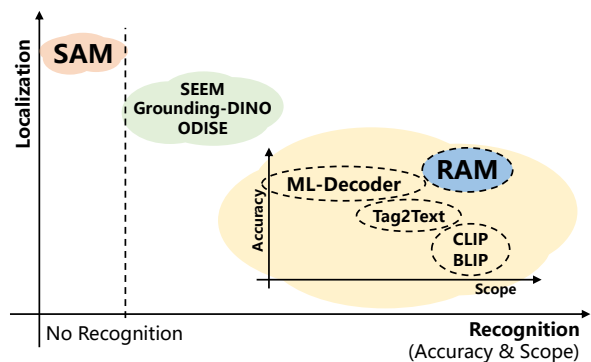 Localization
SAM
SEEM
Grounding-DINO
ODISE
Accuracy
ML-Decoder
RAM
Tag2Text
CLIP
BLIP
Scope
No Recognition
Recognition
(Accuracy & Scope)